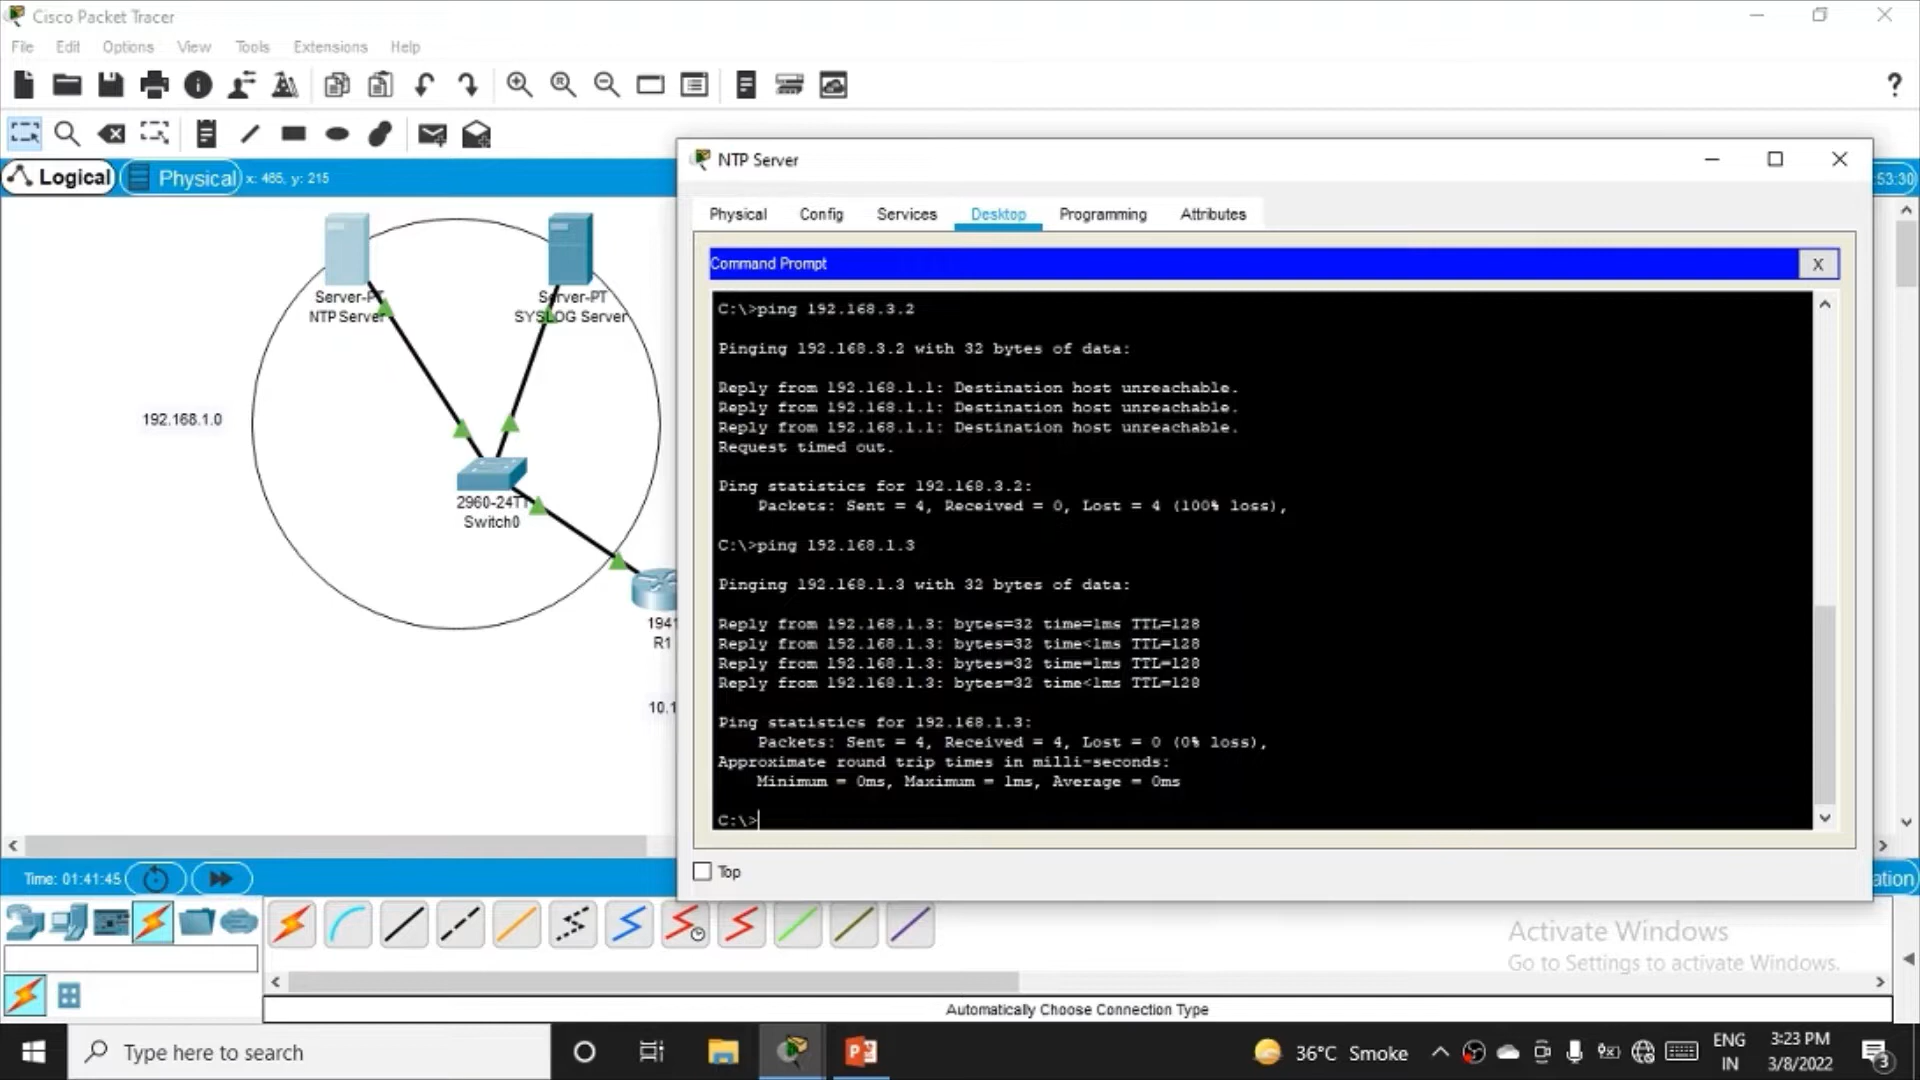 Cisco Packet Tracer
File Edit Options View Tools Extensions Help
?
Logical
Physical
x: 465, y: 215
NTP Server
:53:30
Physical Config Services Desktop Programming Attributes
Command Prompt
X
C:\>ping 192.168.3.2
Pinging 192.168.3.2 with 32 bytes of data:
Reply from 192.168.1.1: Destination host unreachable.
Reply from 192.168.1.1: Destination host unreachable.
Reply from 192.168.1.1: Destination host unreachable.
Request timed out.
Ping statistics for 192.168.3.2:
Packets: Sent = 4, Received = 0, Lost = 4 (100% loss),
C:\>ping 192.168.1.3
Pinging 192.168.1.3 with 32 bytes of data:
Reply from 192.168.1.3: bytes=32 time=1ms TTL=128
Reply from 192.168.1.3: bytes=32 time<1ms TTL=128
Reply from 192.168.1.3: bytes=32 time=1ms TTL=128
Reply from 192.168.1.3: bytes=32 time<1ms TTL=128
Ping statistics for 192.168.1.3:
Packets: Sent = 4, Received = 4, Lost = 0 (0% loss),
Approximate round trip times in milli-seconds:
Minimum = 0ms, Maximum = 1ms, Average = 0ms
C:\>
Top
Server-PT
NTP Server
Server-PT
SYSLOG Server
192.168.1.0
2960-24TT
Switch0
1941
R1
10.1
Time: 01:41:45
ation
Activate Windows
Go to Settings to activate Windows.
Automatically Choose Connection Type
Type here to search
36°C Smoke
ENG
IN
3:23 PM
3/8/2022
3